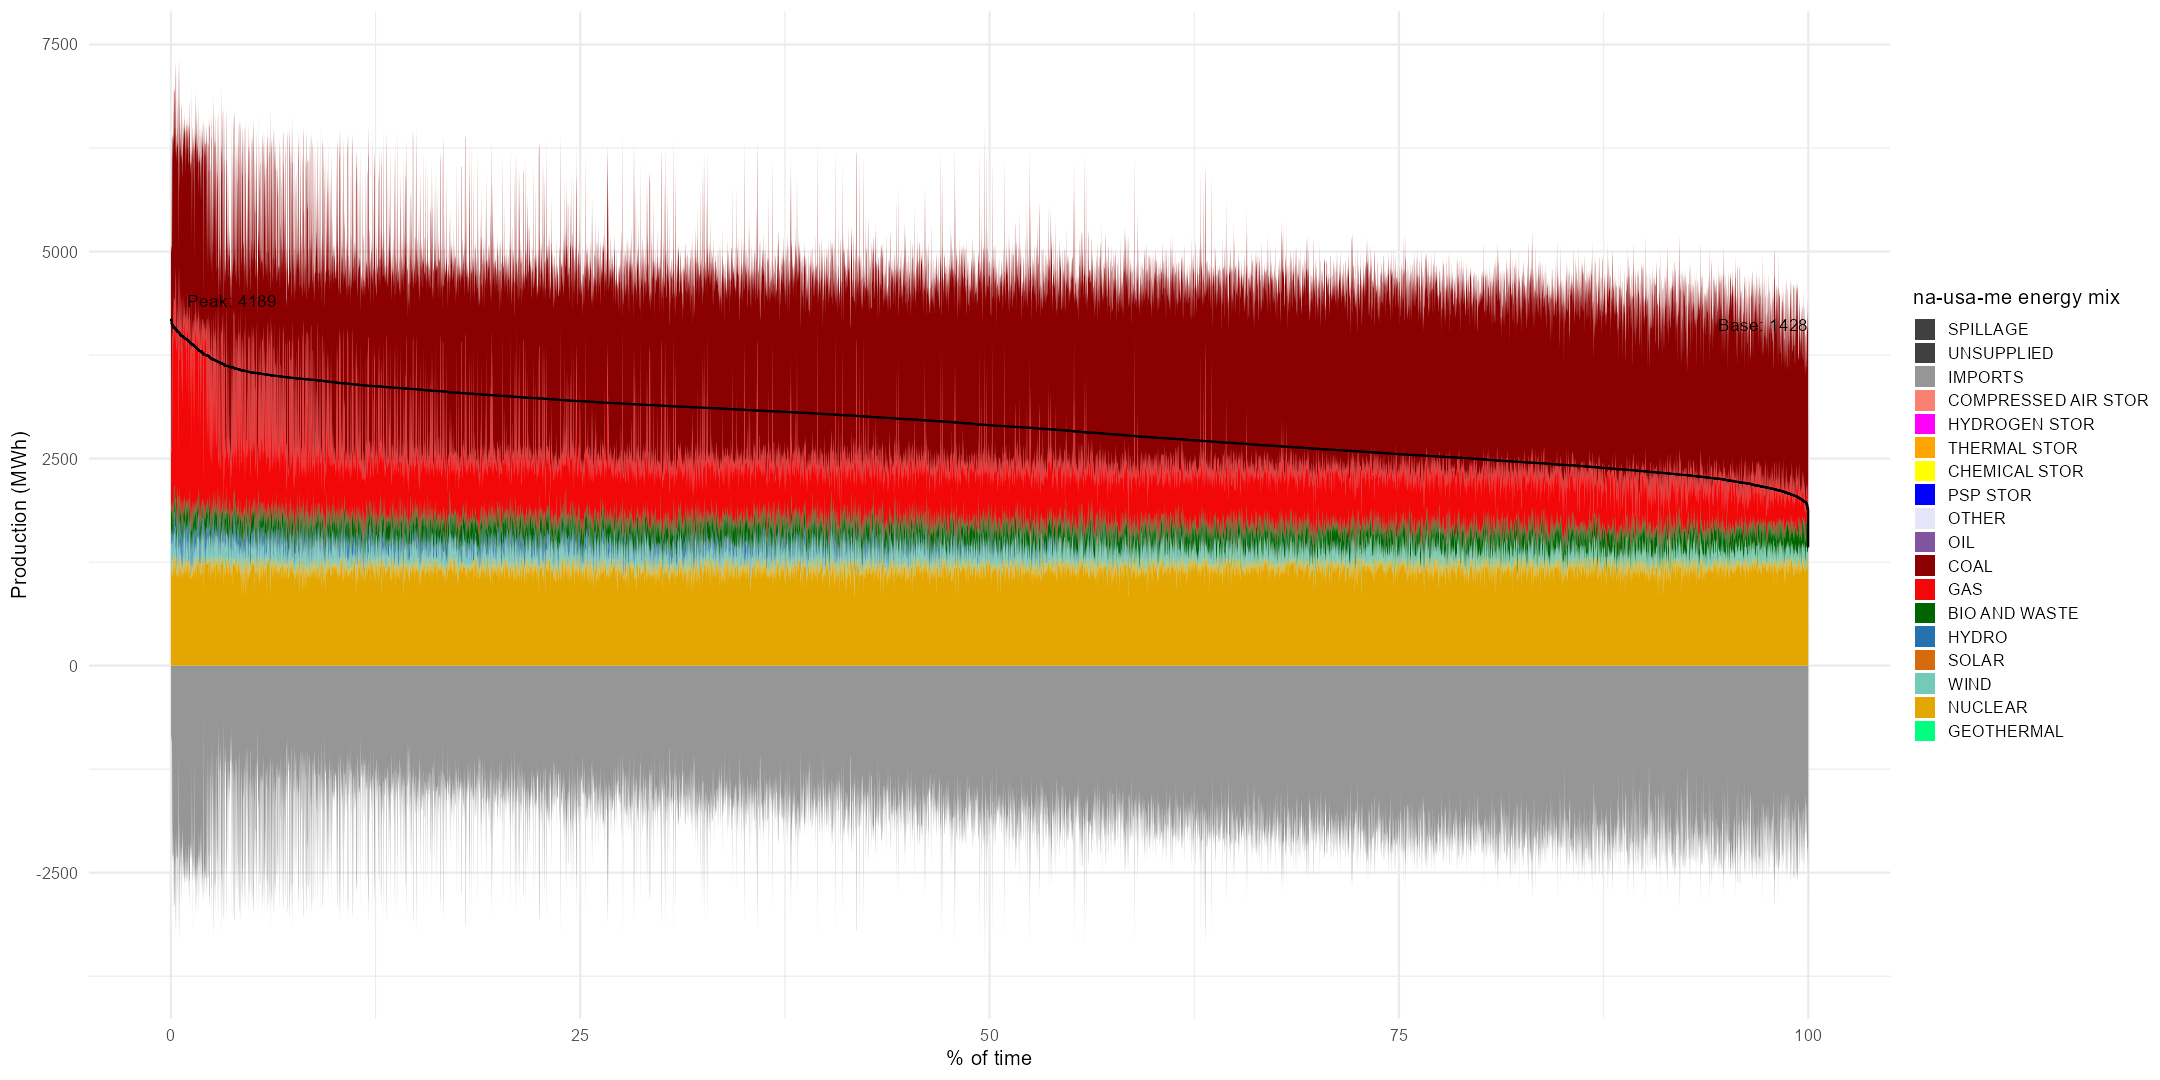 7500
5000
2500
0
-2500
Production (MWh)
Peak: 4189
Base: 1428
0
25
50
75
100
% of time
na-usa-me energy mix
SPILLAGE
UNSUPPLIED
IMPORTS
COMPRESSED AIR STOR
HYDROGEN STOR
THERMAL STOR
CHEMICAL STOR
PSP STOR
OTHER
OIL
COAL
GAS
BIO AND WASTE
HYDRO
SOLAR
WIND
NUCLEAR
GEOTHERMAL